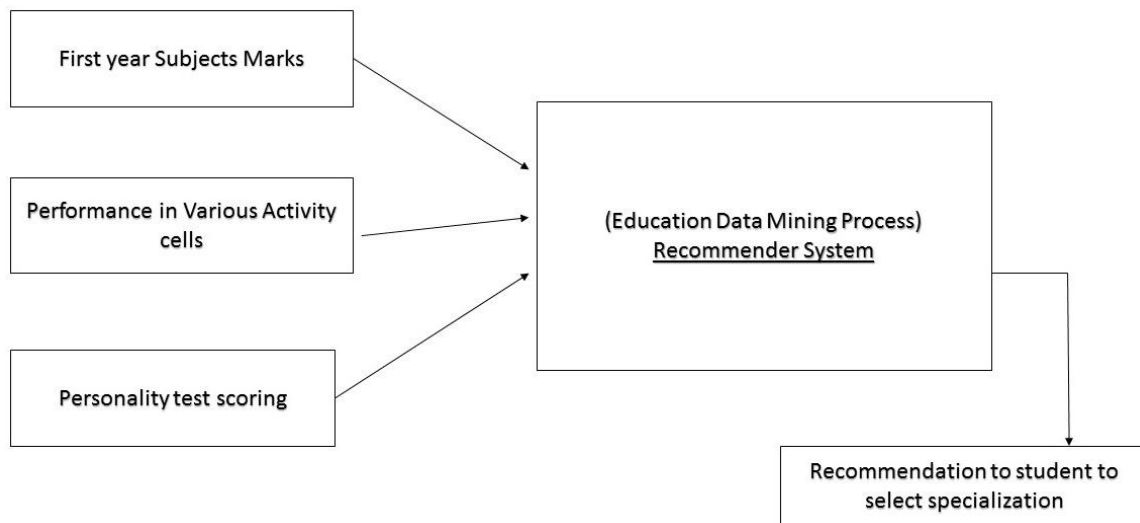 First year Subjects Marks
Performance in Various Activity
cells
Personality test scoring
(Education Data Mining Process)
Recommender System
Recommendation to student to
select specialization